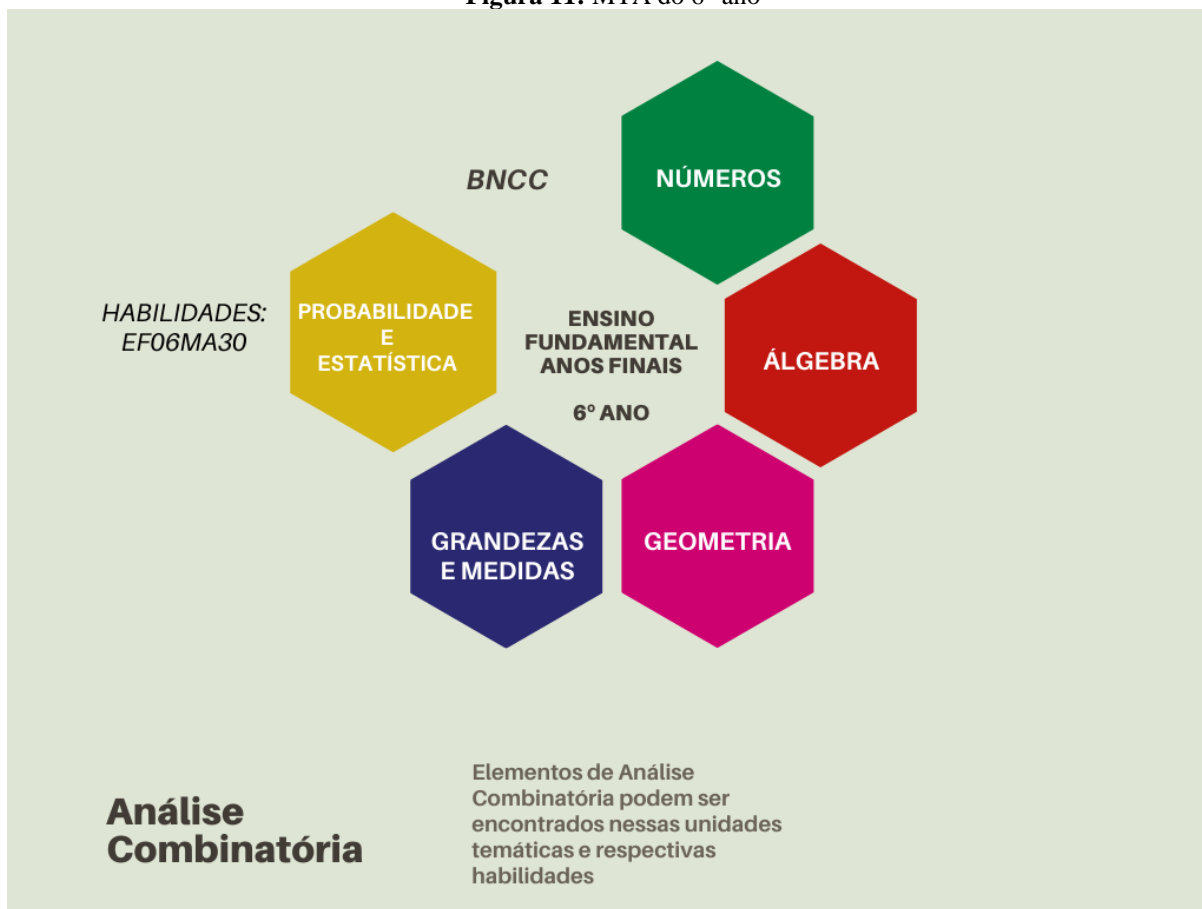 Figura 11: MTA do 6º ano
BNCC
NÚMEROS
HABILIDADES:
EF06MA30
PROBABILIDADE
E
ESTATÍSTICA
ENSINO
FUNDAMENTAL
ANOS FINAIS
6º ANO
ÁLGEBRA
GRANDEZAS
E MEDIDAS
GEOMETRIA
Análise
Combinatória
Elementos de Análise
Combinatória podem ser
encontrados nessas unidades
temáticas e respectivas
habilidades